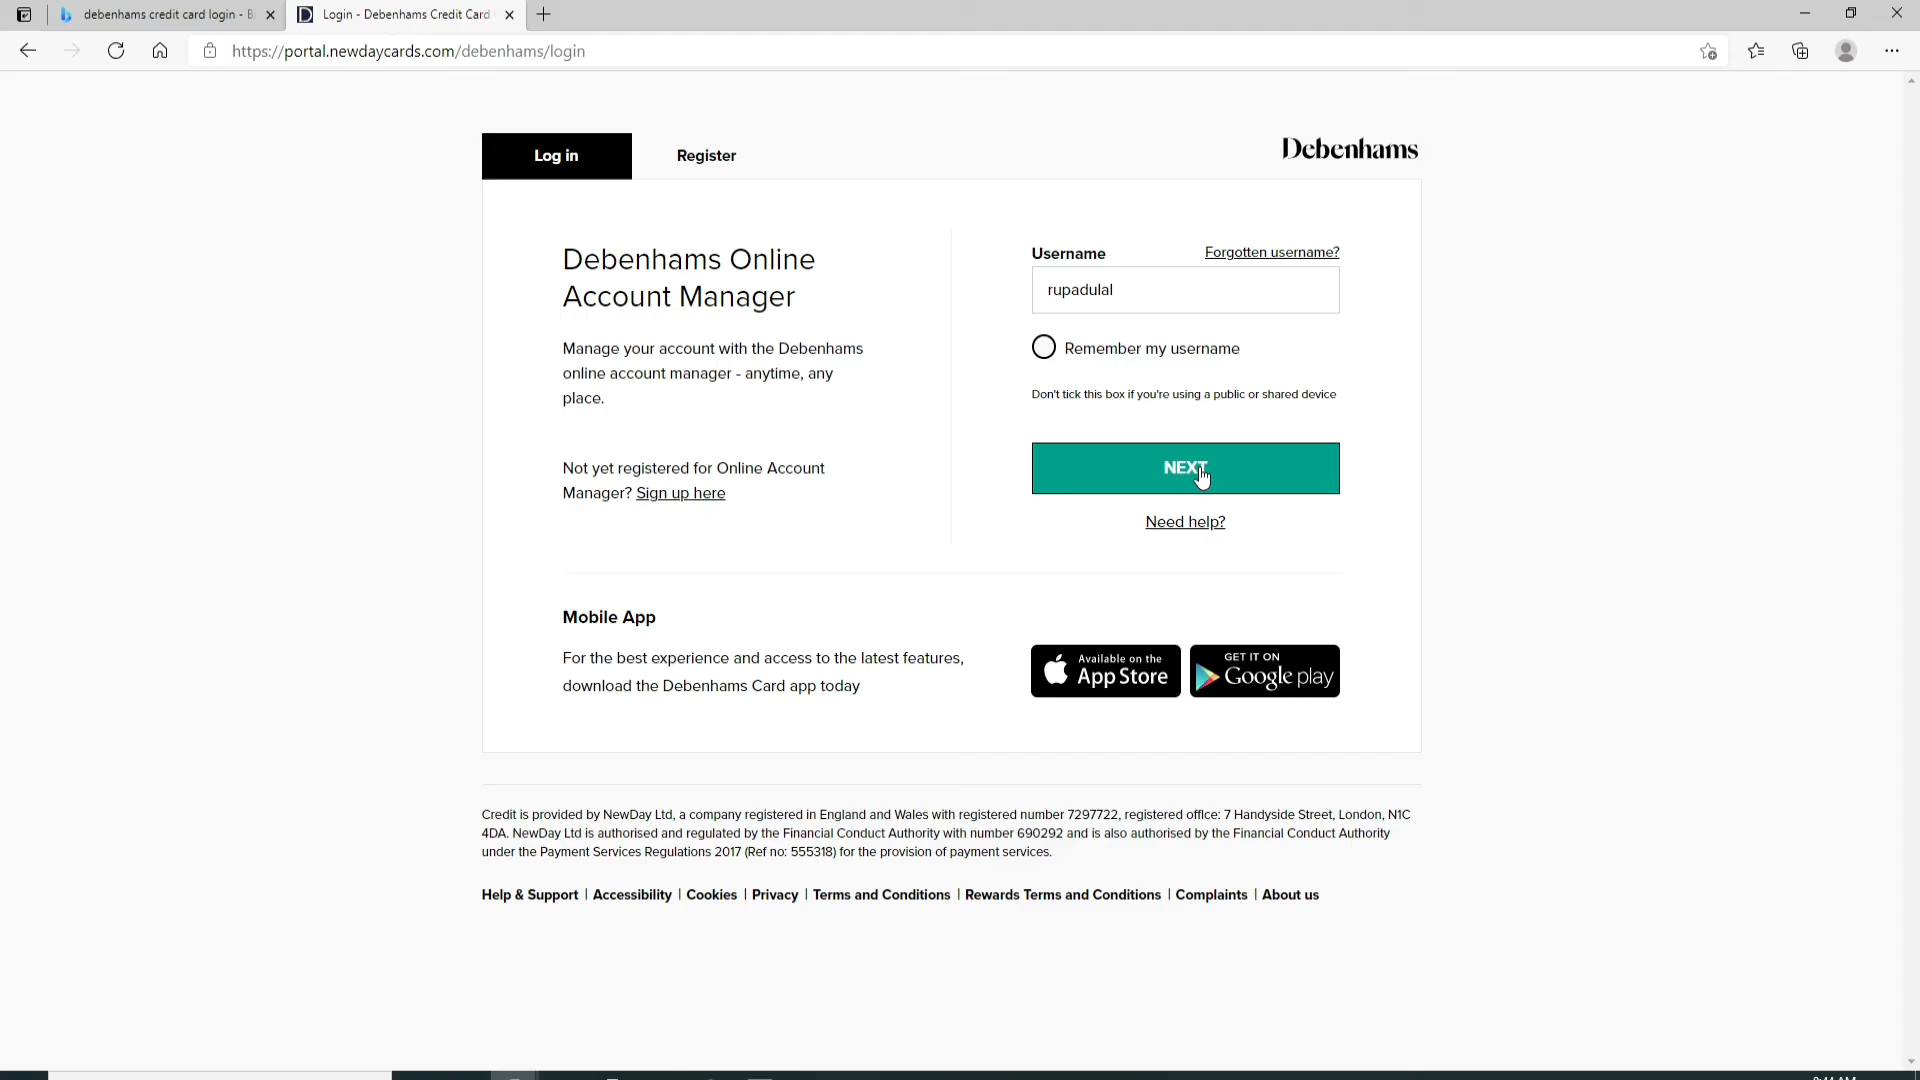 debenhams credit card login - B
Login - Debenhams Credit Card
https://portal.newdaycards.com/debenhams/login
Log in
Register
Debenhams
Debenhams Online
Account Manager
Manage your account with the Debenhams
online account manager - anytime, any
place.
Not yet registered for Online Account
Manager? Sign up here
Username
Forgotten username?
rupadulal
Remember my username
Don't tick this box if you're using a public or shared device
NEXT
Need help?
Mobile App
For the best experience and access to the latest features,
download the Debenhams Card app today
Available on the
App Store
GET IT ON
Google play
Credit is provided by NewDay Ltd, a company registered in England and Wales with registered number 7297722, registered office: 7 Handyside Street, London, N1C
4DA. NewDay Ltd is authorised and regulated by the Financial Conduct Authority with number 690292 and is also authorised by the Financial Conduct Authority
under the Payment Services Regulations 2017 (Ref no: 555318) for the provision of payment services.
Help & Support | Accessibility | Cookies | Privacy | Terms and Conditions | Rewards Terms and Conditions | Complaints | About us